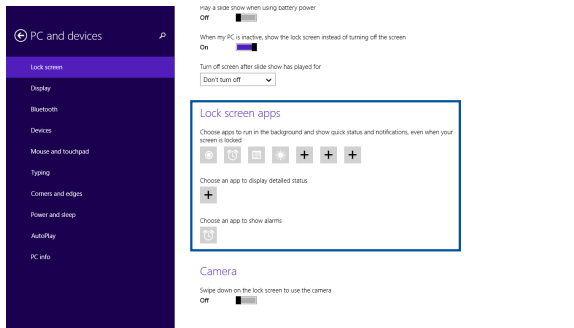 Play a slide show when using battery power
Off
PC and devices
When my PC is inactive, show the lock screen instead of turning off the screen
On
Lock screen
Turn off screen after slide show has played for
Don't turn off
Display
Bluetooth
Devices
Mouse and touchpad
Typing
Corners and edges
Power and sleep
AutoPlay
PC info
Lock screen apps
Choose apps to run in the background and show quick status and notifications, even when your
screen is locked
Choose an app to display detailed status
Choose an app to show alarms
Camera
Swipe down on the lock screen to use the camera
Off